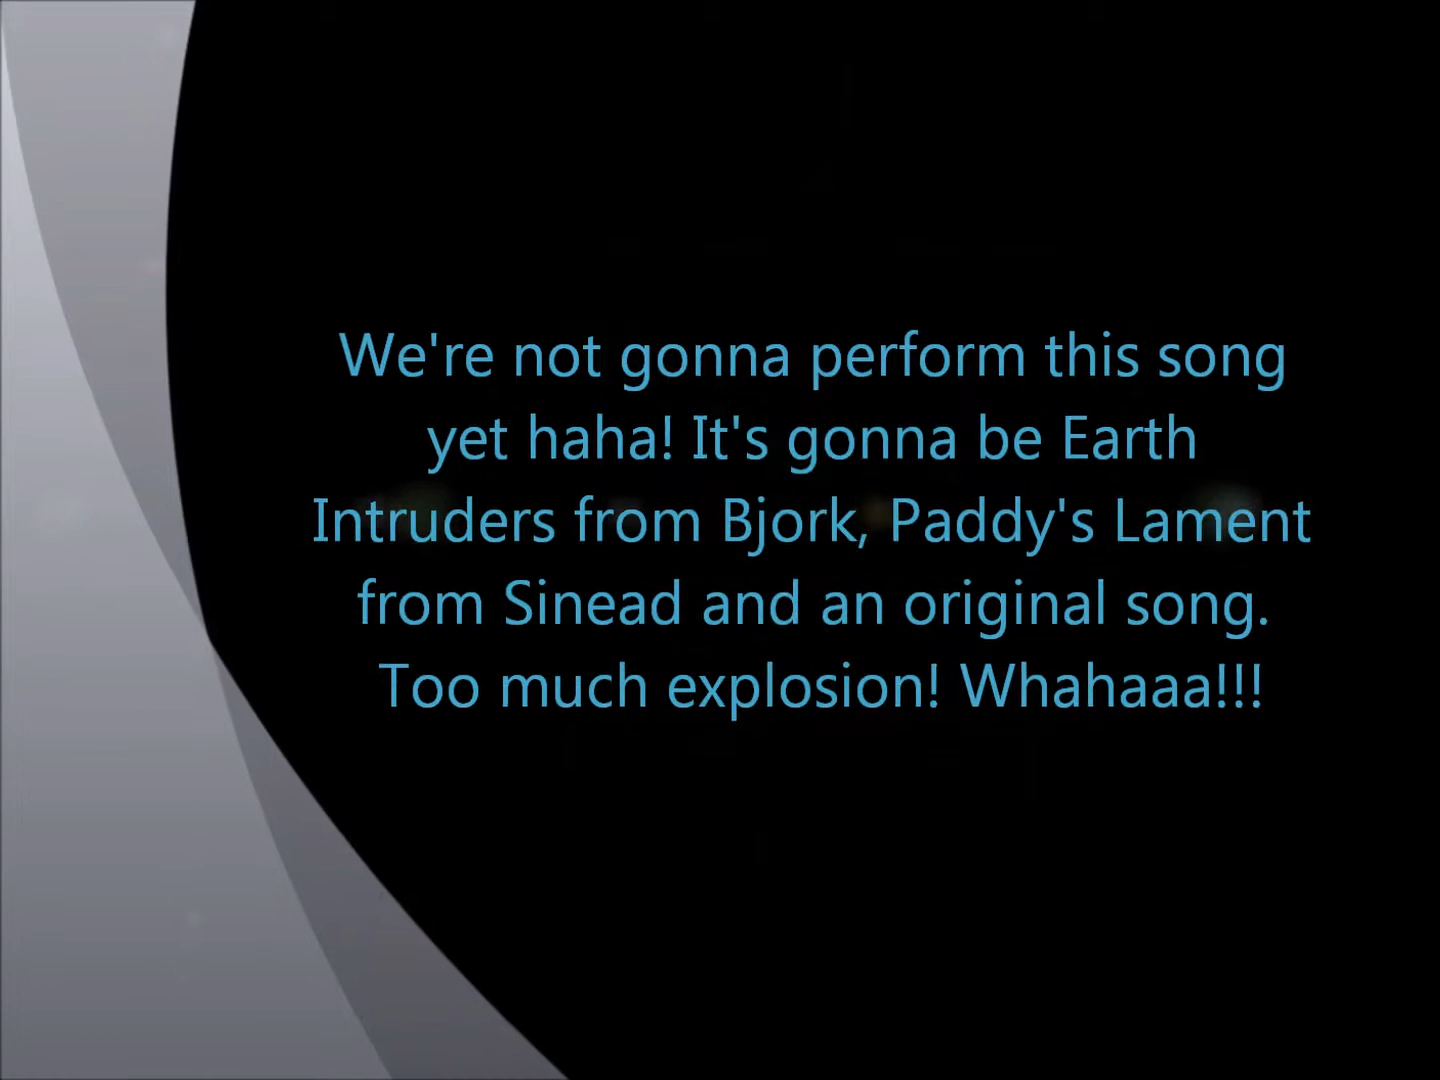 We're not gonna perform this song
yet haha! It's gonna be Earth
Intruders from Bjork, Paddy's Lament
from Sinead and an original song.
Too much explosion! Whahaaa!!!